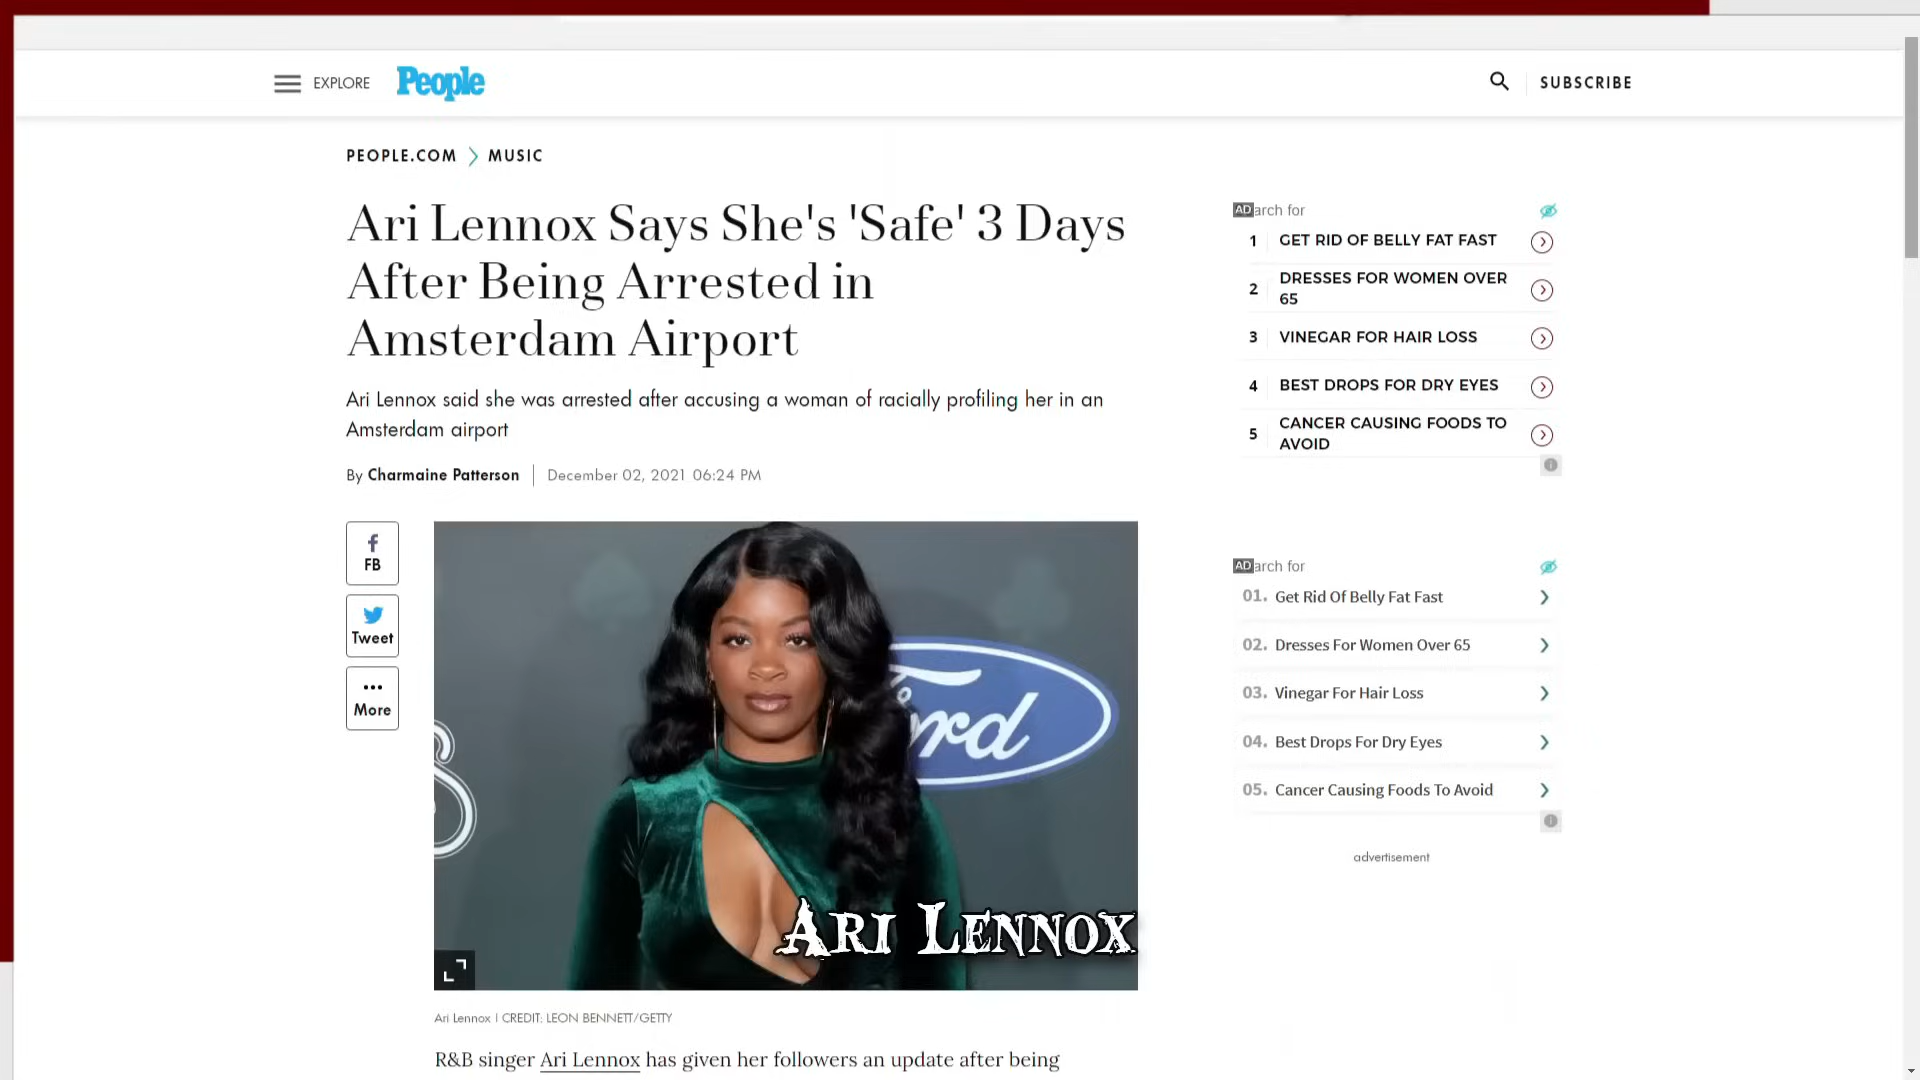 EXPLORE People SUBSCRIBE
PEOPLE.COM MUSIC
Ari Lennox Says She's 'Safe' 3 Days
After Being Arrested in
Amsterdam Airport
Ari Lennox said she was arrested after accusing a woman of racially profiling her in an
Amsterdam airport
By Charmaine Patterson December 02, 2021 06:24 PM
FB
Tweet
More
ARI LENNOX
Ari Lennox | CREDIT: LEON BENNETT/GETTY
R&B singer Ari Lennox has given her followers an update after being
AD arch for
1 GET RID OF BELLY FAT FAST
2 DRESSES FOR WOMEN OVER
65
3 VINEGAR FOR HAIR LOSS
4 BEST DROPS FOR DRY EYES
5 CANCER CAUSING FOODS TO
AVOID
AD arch for
01. Get Rid Of Belly Fat Fast
02. Dresses For Women Over 65
03. Vinegar For Hair Loss
04. Best Drops For Dry Eyes
05. Cancer Causing Foods To Avoid
advertisement